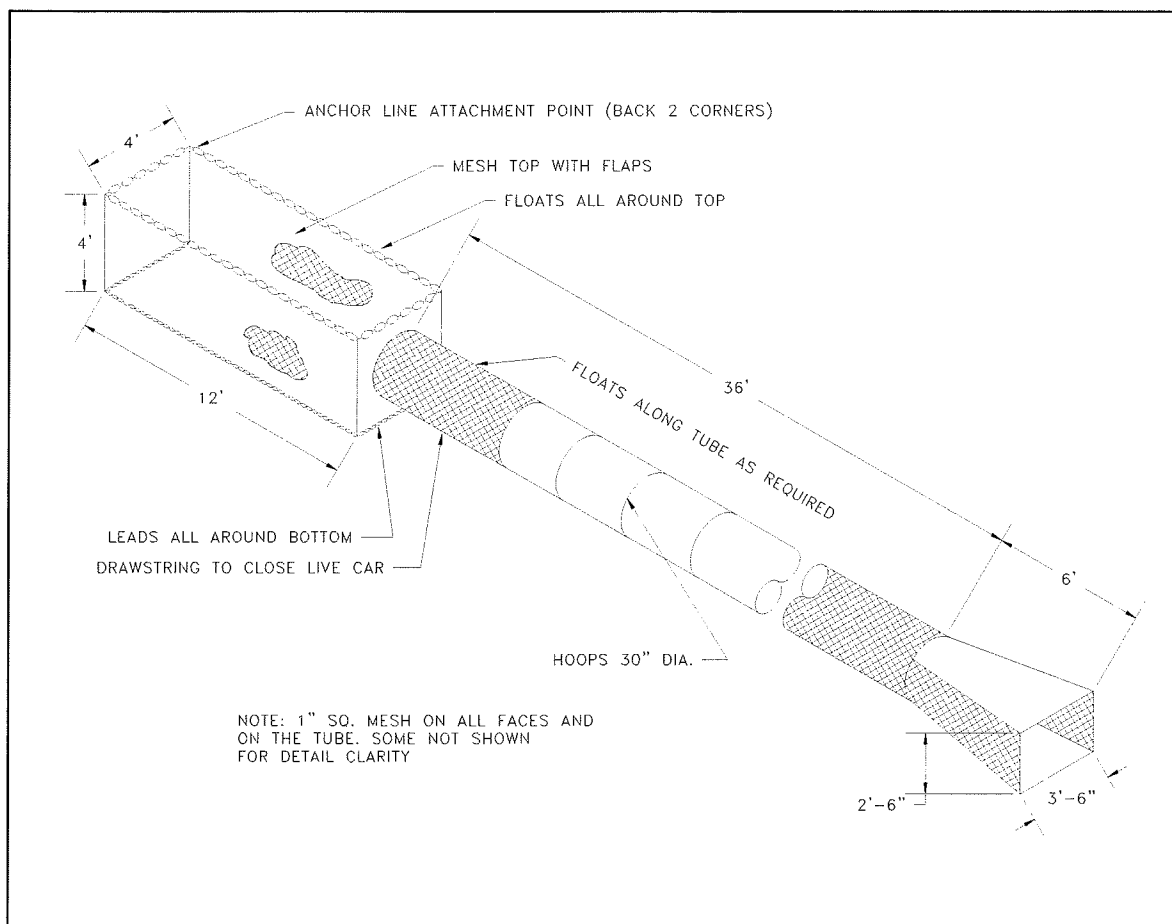 ANCHOR LINE ATTACHMENT POINT (BACK 2 CORNERS)
4'
MESH TOP WITH FLAPS
FLOATS ALL AROUND TOP
4'
12'
36'
FLOATS ALONG TUBE AS REQUIRED
LEADS ALL AROUND BOTTOM
DRAWSTRING TO CLOSE LIVE CAR
6'
HOOPS 30" DIA.
NOTE: 1" SQ. MESH ON ALL FACES AND
ON THE TUBE. SOME NOT SHOWN
FOR DETAIL CLARITY
2'-6"
3'-6"